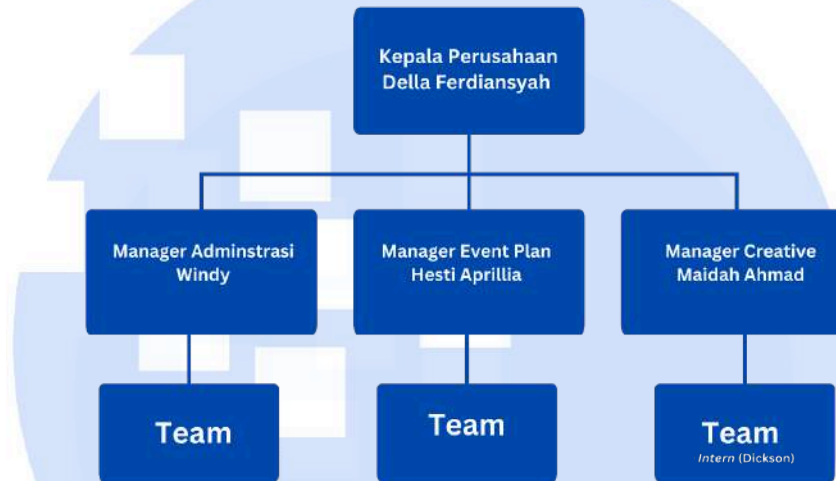 Kepala Perusahaan
Della Ferdiansyah
Manager Adminstrasi
Windy
Manager Event Plan
Hesti Aprillia
Manager Creative
Maidah Ahmad
Team
Team
Team
Intern (Dickson)